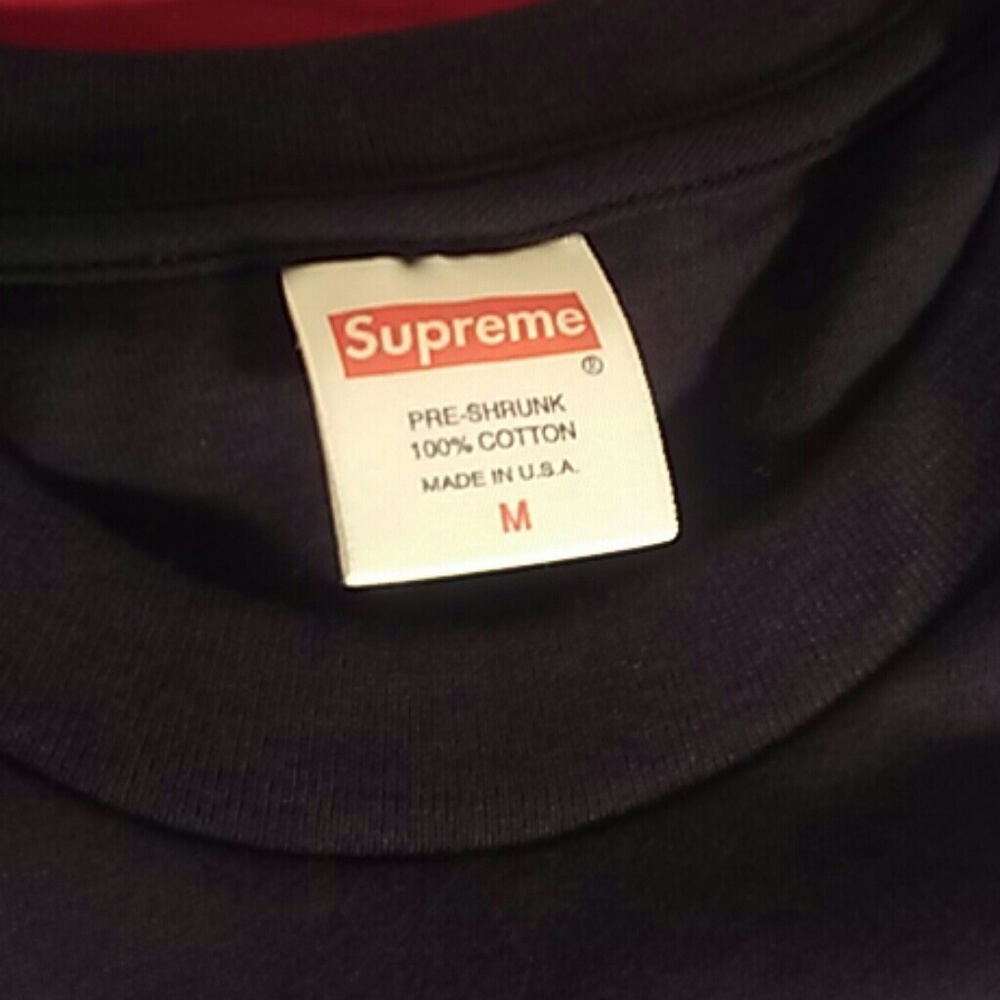 Supreme
®
PRE-SHRUNK
100% COTTON
MADE IN U.S.A.
M